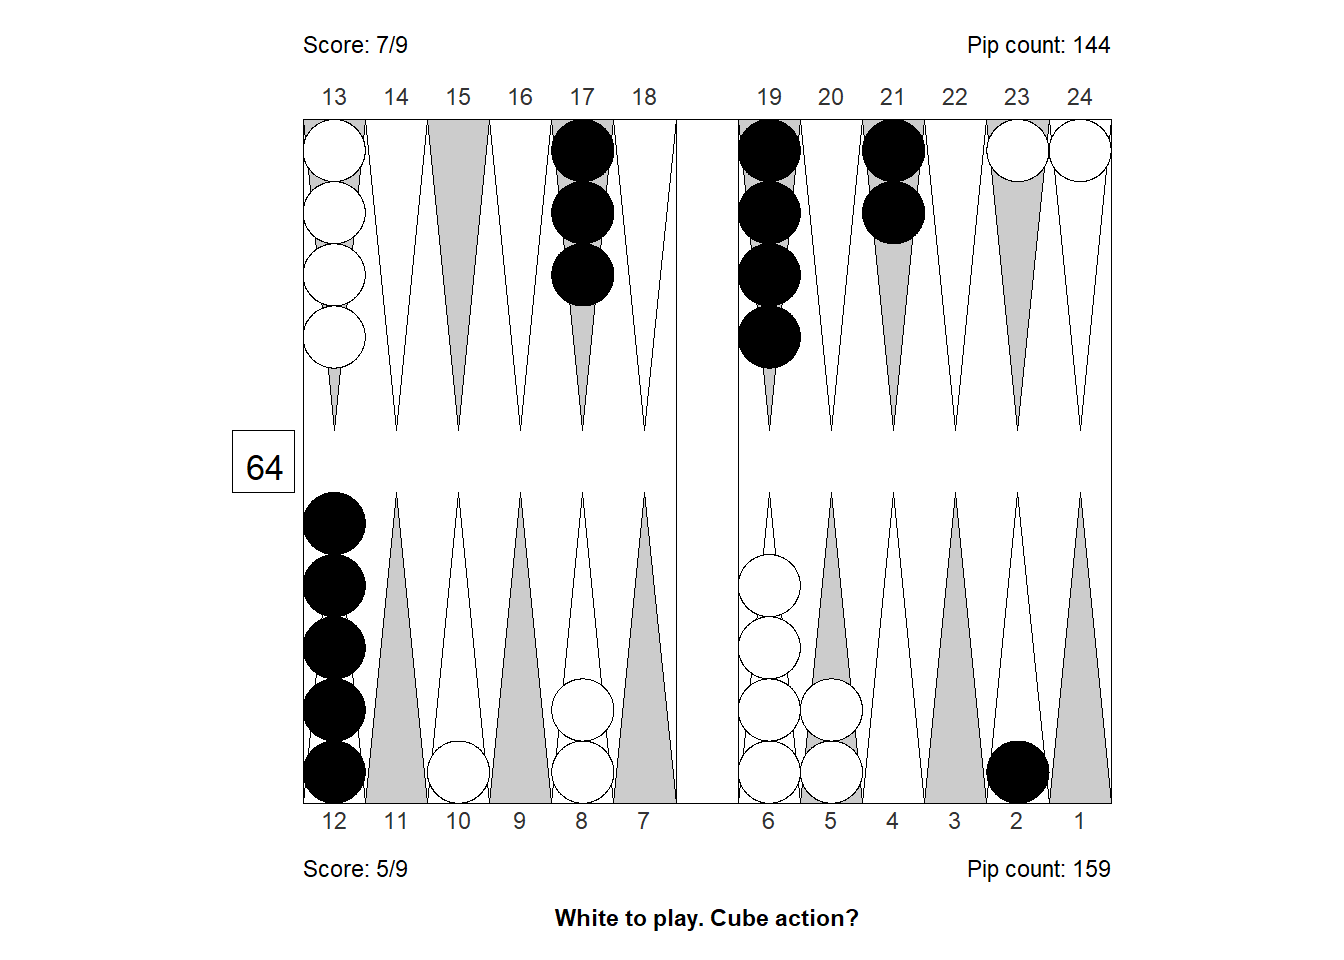 Score: 7/9 Pip count: 144
13 14 15 16 17 18 19 20 21 22 23 24
64
12 11 10 9 8 7 6 5 4 3 2 1
Score: 5/9 Pip count: 159
White to play. Cube action?